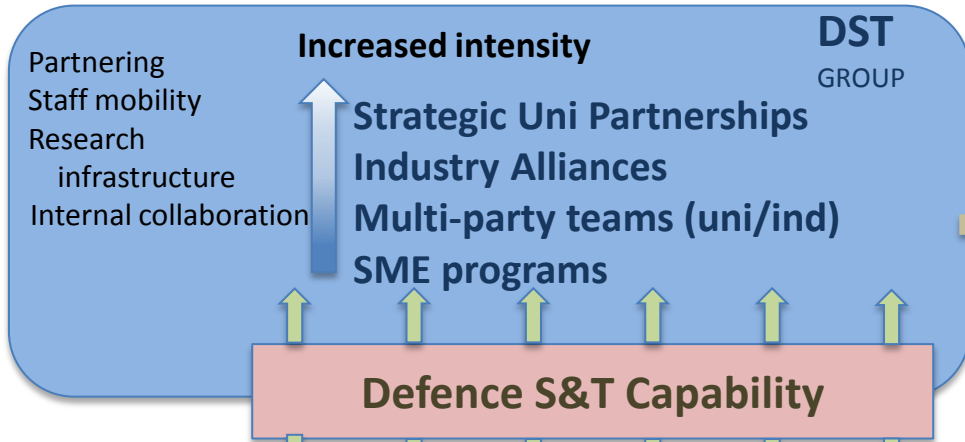 Increased intensity
DST
GROUP
Partnering
Staff mobility
Research
infrastructure
Internal collaboration
Strategic Uni Partnerships
Industry Alliances
Multi-party teams (uni/ind)
SME programs
Defence S&T Capability